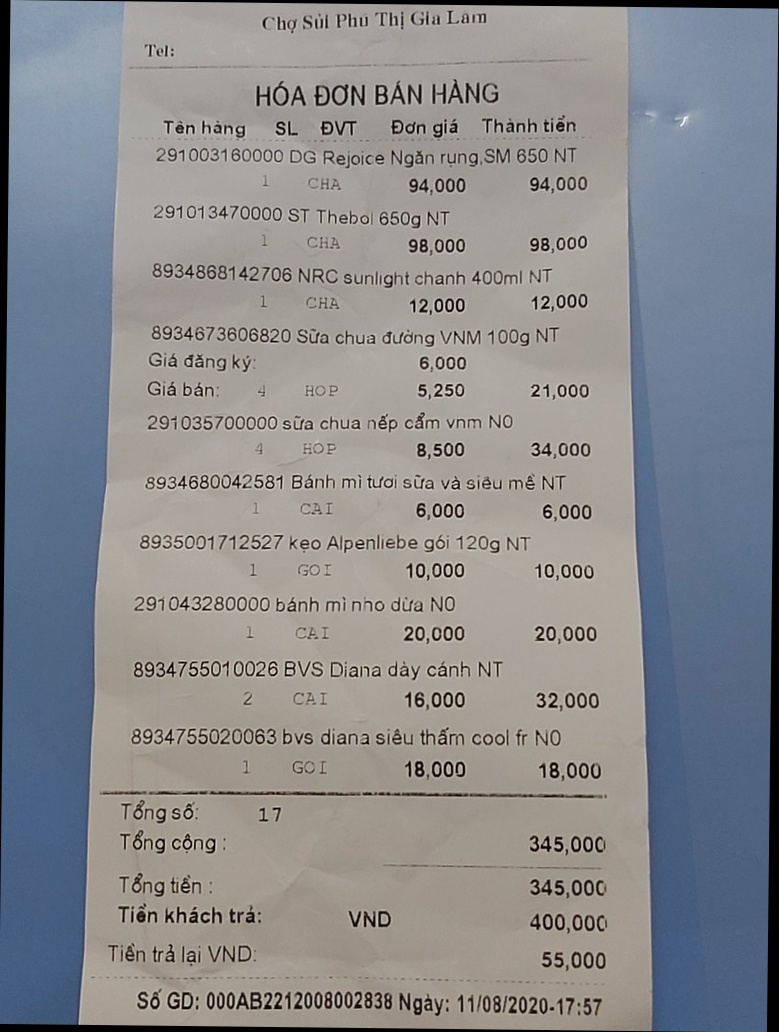 Chợ Sủi Phú Thị Gia Lâm
Tel:
HÓA ĐƠN BÁN HÀNG
Tên hàng SL ĐVT Đơn giá Thành tiền
291003160000 DG Rejoice Ngăn rụng,SM 650 NT
1 CHA 94,000 94,000
291013470000 ST Thebol 650g NT
1 CHA 98,000 98,000
8934868142706 NRC sunlight chanh 400ml NT
1 CHA 12,000 12,000
8934673606820 Sữa chua đường VNM 100g NT
Giá đăng ký: 6,000
Giá bán: 4 HOP 5,250 21,000
291035700000 sữa chua nếp cẩm vnm N0
4 HOP 8,500 34,000
8934680042581 Bánh mì tươi sữa và siêu mề NT
1 CAI 6,000 6,000
8935001712527 kẹo Alpenliebe gói 120g NT
1 GOI 10,000 10,000
291043280000 bánh mì nho dừa N0
1 CAI 20,000 20,000
8934755010026 BVS Diana dày cánh NT
2 CAI 16,000 32,000
8934755020063 bvs diana siêu thấm cool fr N0
1 GOI 18,000 18,000
Tổng số: 17
Tổng cộng : 345,000
Tổng tiền : 345,000
Tiền khách trả: VND 400,000
Tiền trả lại VND: 55,000
Số GD: 000AB2212008002838 Ngày: 11/08/2020-17:57